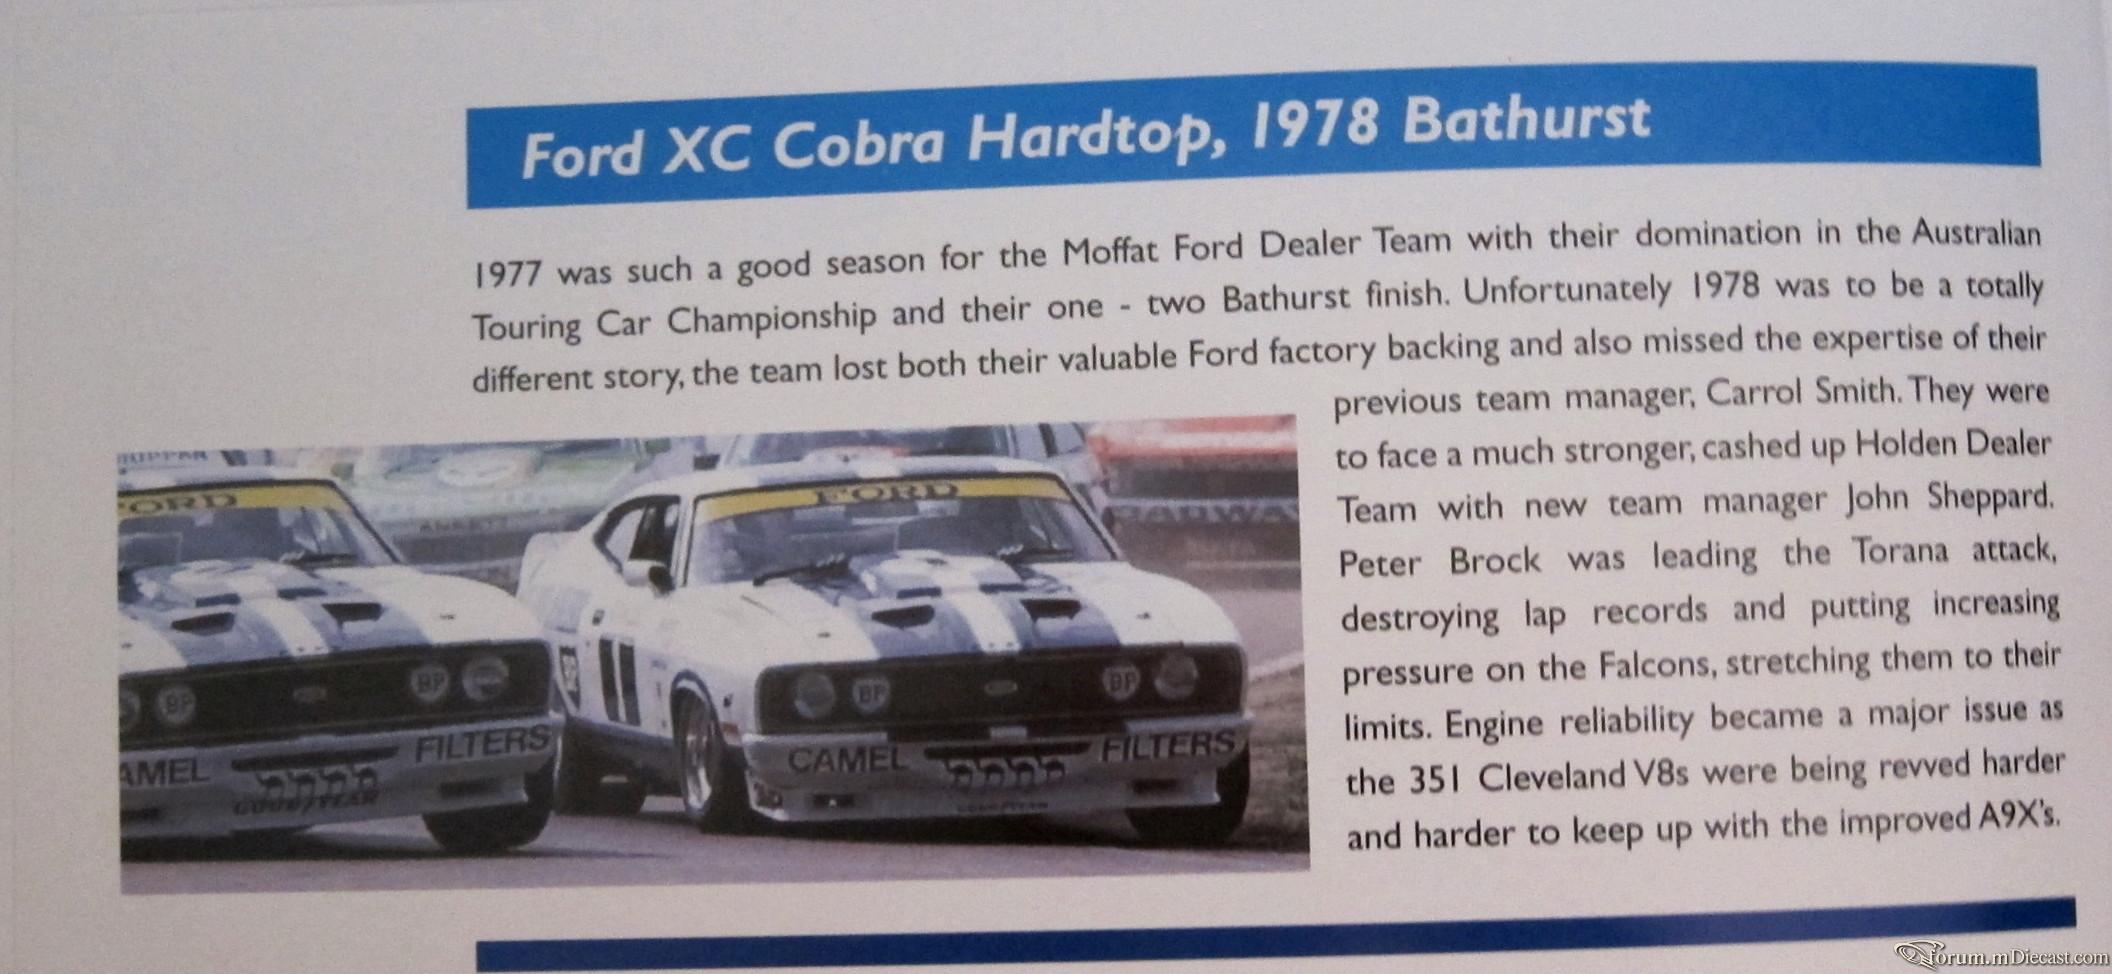 Ford XC Cobra Hardtop, 1978 Bathurst
1977 was such a good season for the Moffat Ford Dealer Team with their domination in the Australian
Touring Car Championship and their one - two Bathurst finish. Unfortunately 1978 was to be a totally
different story, the team lost both their valuable Ford factory backing and also missed the expertise of their
previous team manager, Carrol Smith. They were
to face a much stronger, cashed up Holden Dealer
Team with new team manager John Sheppard.
Peter Brock was leading the Torana attack,
destroying lap records and putting increasing
pressure on the Falcons, stretching them to their
limits. Engine reliability became a major issue as
the 351 Cleveland V8s were being revved harder
and harder to keep up with the improved A9X's.
ORD
FORD
BP
BP
BP
BP
BP
11
AMEL
FILTERS
GOODYEAR
CAMEL
FILTERS
forum.mDiecast.com